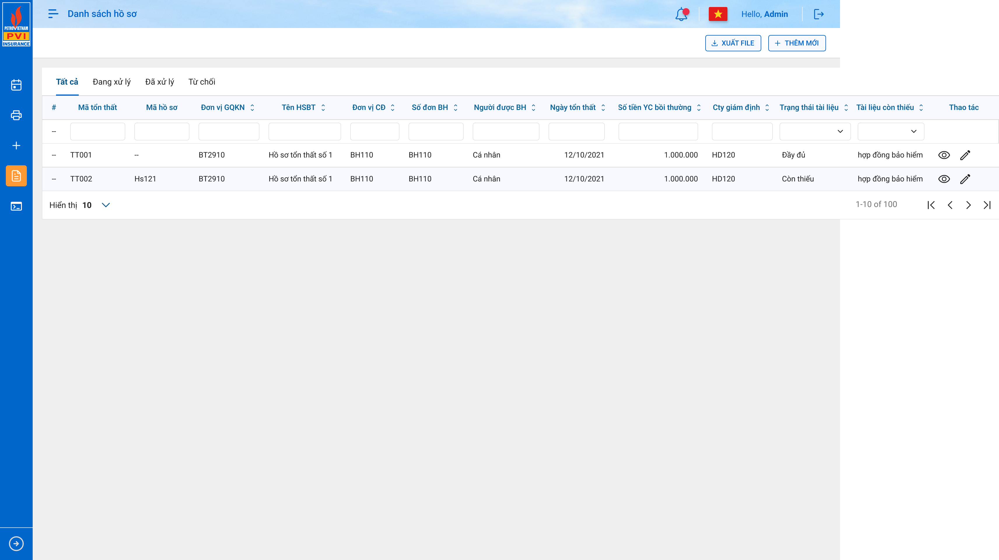 PETROVIETNAM
PVI
INSURANCE
Danh sách hồ sơ
Hello, Admin
XUẤT FILE
THÊM MỚI
Tất cả Đang xử lý Đã xử lý Từ chối
# Mã tổn thất Mã hồ sơ Đơn vị GQKN Tên HSBT Đơn vị CĐ Số đơn BH Người được BH Ngày tổn thất Số tiền YC bồi thường Cty giám định Trạng thái tài liệu Tài liệu còn thiếu Thao tác
--
-- TT001 -- BT2910 Hồ sơ tổn thất số 1 BH110 BH110 Cá nhân 12/10/2021 1.000.000 HD120 Đầy đủ hợp đồng bảo hiểm
-- TT002 Hs121 BT2910 Hồ sơ tổn thất số 1 BH110 BH110 Cá nhân 12/10/2021 1.000.000 HD120 Còn thiếu hợp đồng bảo hiểm
Hiển thị 10 1-10 of 100